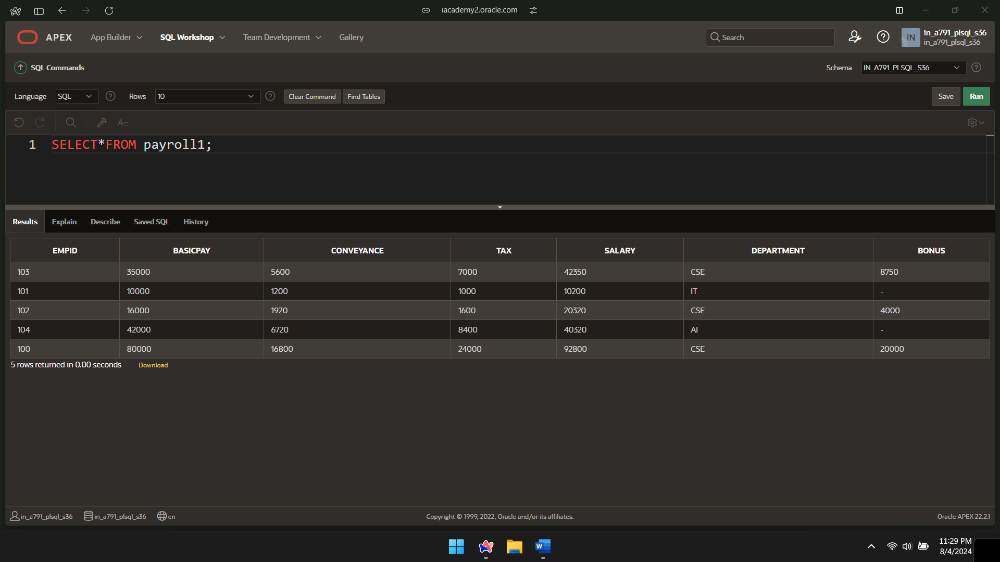 iacademy2.oracle.com
APEX App Builder SQL Workshop Team Development Gallery Search IN in_a791_plsql_s36
in_a791_plsql_s36
SQL Commands Schema IN_A791_PLSQL_S36
Language SQL Rows 10 Clear Command Find Tables Save Run
1 SELECT*FROM payroll1;
Results Explain Describe Saved SQL History
EMPID BASICPAY CONVEYANCE TAX SALARY DEPARTMENT BONUS
103 35000 5600 7000 42350 CSE 8750
101 10000 1200 1000 10200 IT -
102 16000 1920 1600 20320 CSE 4000
104 42000 6720 8400 40320 AI -
100 80000 16800 24000 92800 CSE 20000
5 rows returned in 0.00 seconds Download
in_a791_plsql_s36 in_a791_plsql_s36 en Copyright © 1999, 2022, Oracle and/or its affiliates. Oracle APEX 22.2.1
11:29 PM
8/4/2024